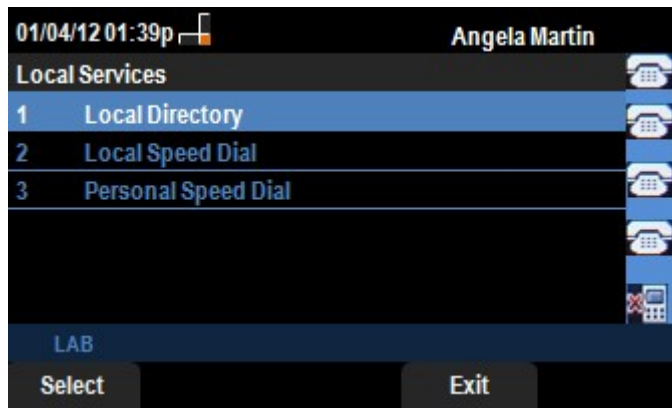 01/04/12 01:39p Angela Martin
Local Services
1 Local Directory
2 Local Speed Dial
3 Personal Speed Dial
LAB
Select Exit